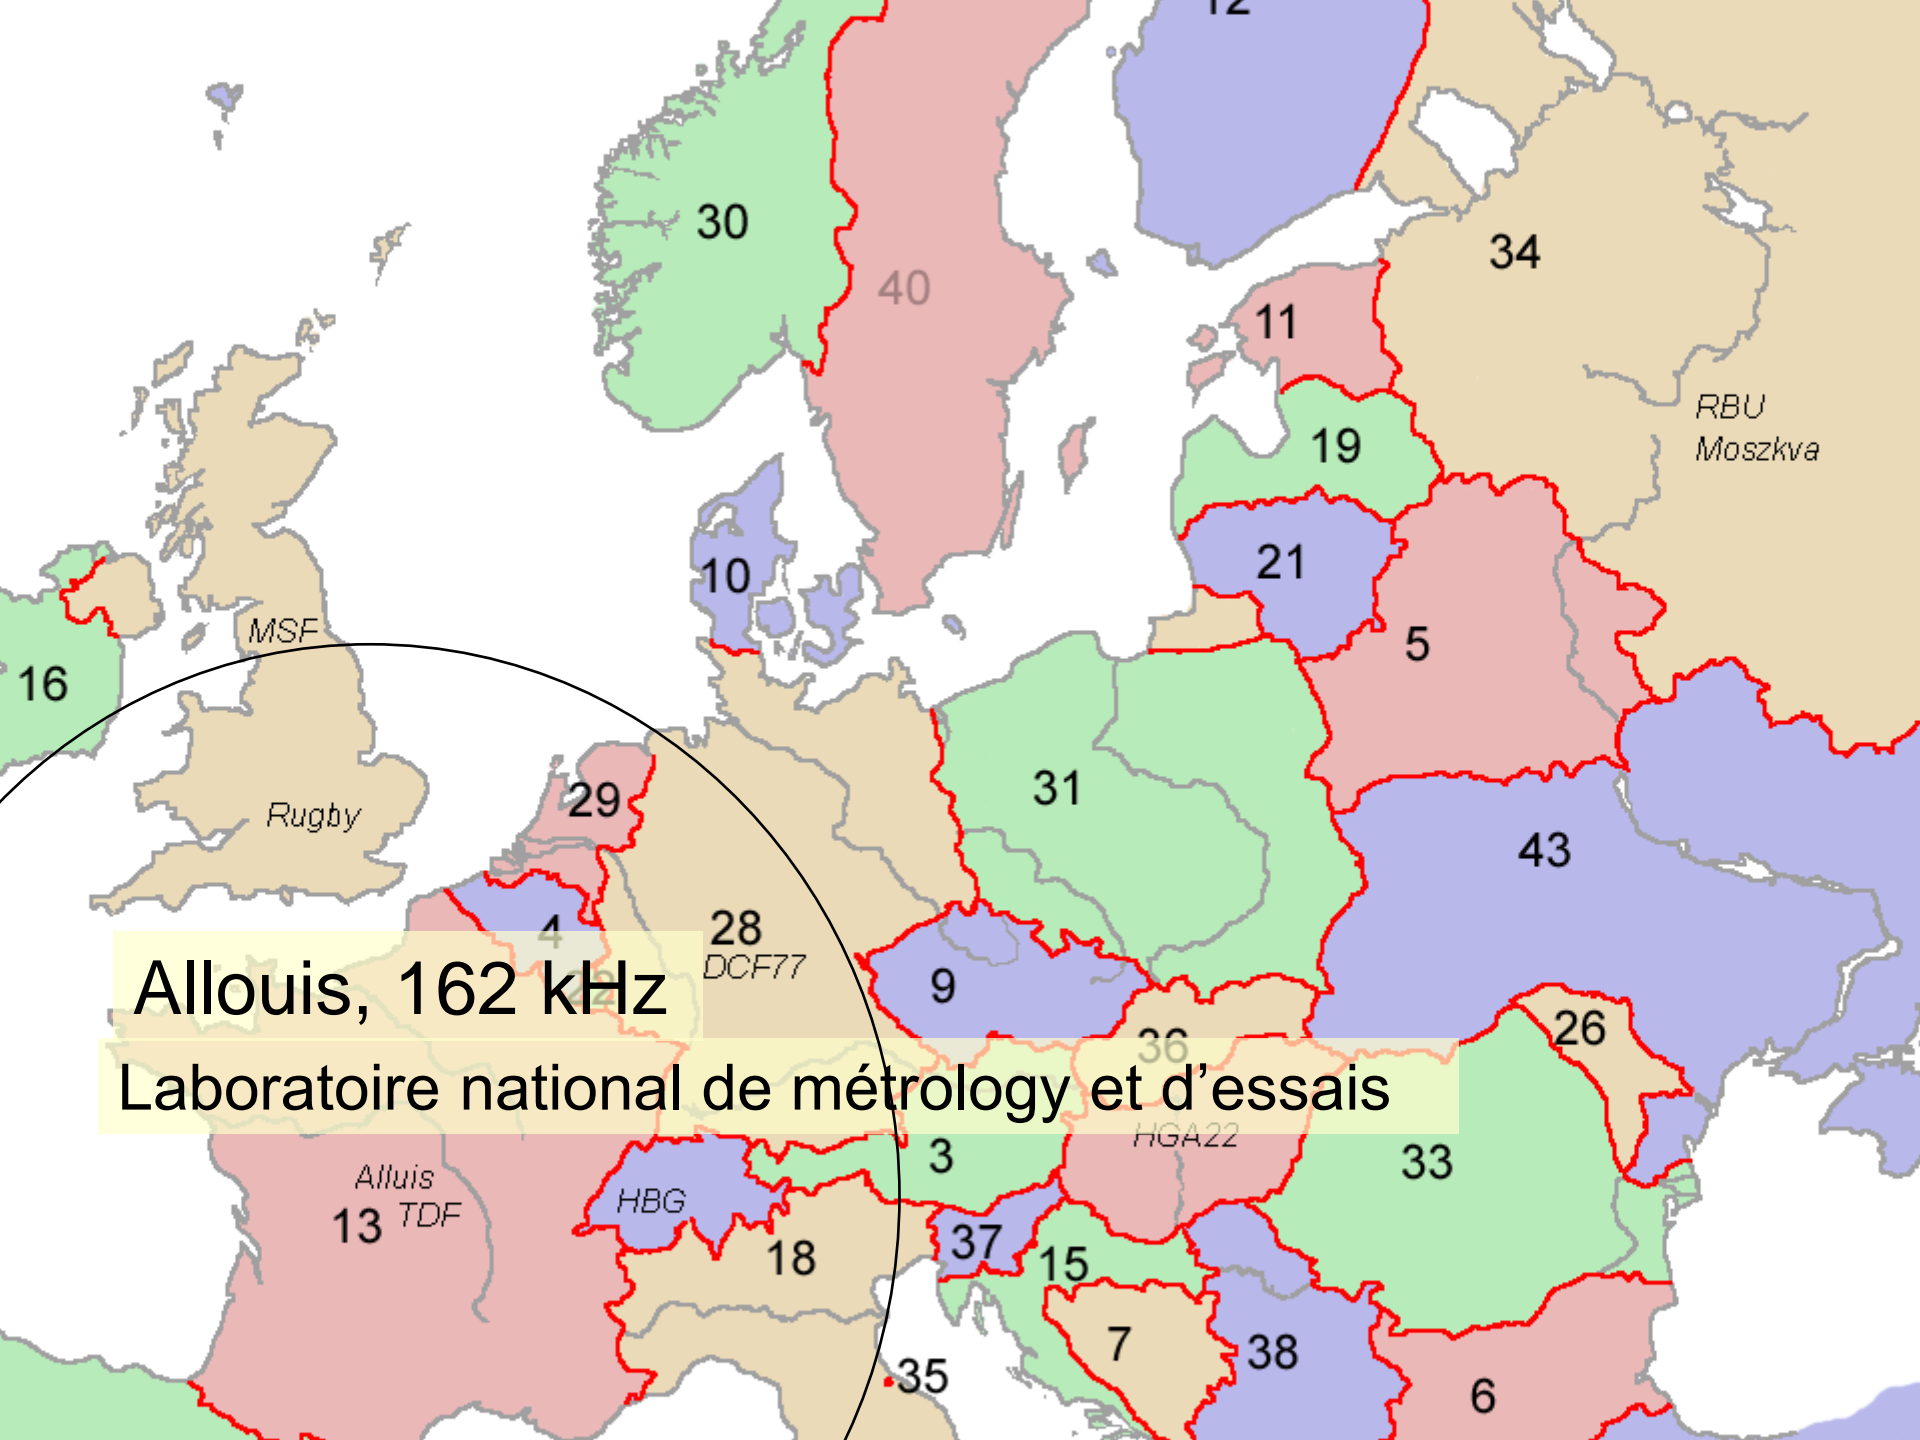 12
30
40
34
11
RBU
Moszkva
19
21
10
5
MSF
16
31
29
Rugby
43
28
4
DCF77
22
9
Allouis, 162 kHz
26
36
Laboratoire national de métrology et d’essais
HGA22
3
33
Alluis
13 TDF
HBG
37
18
15
7
38
35
6